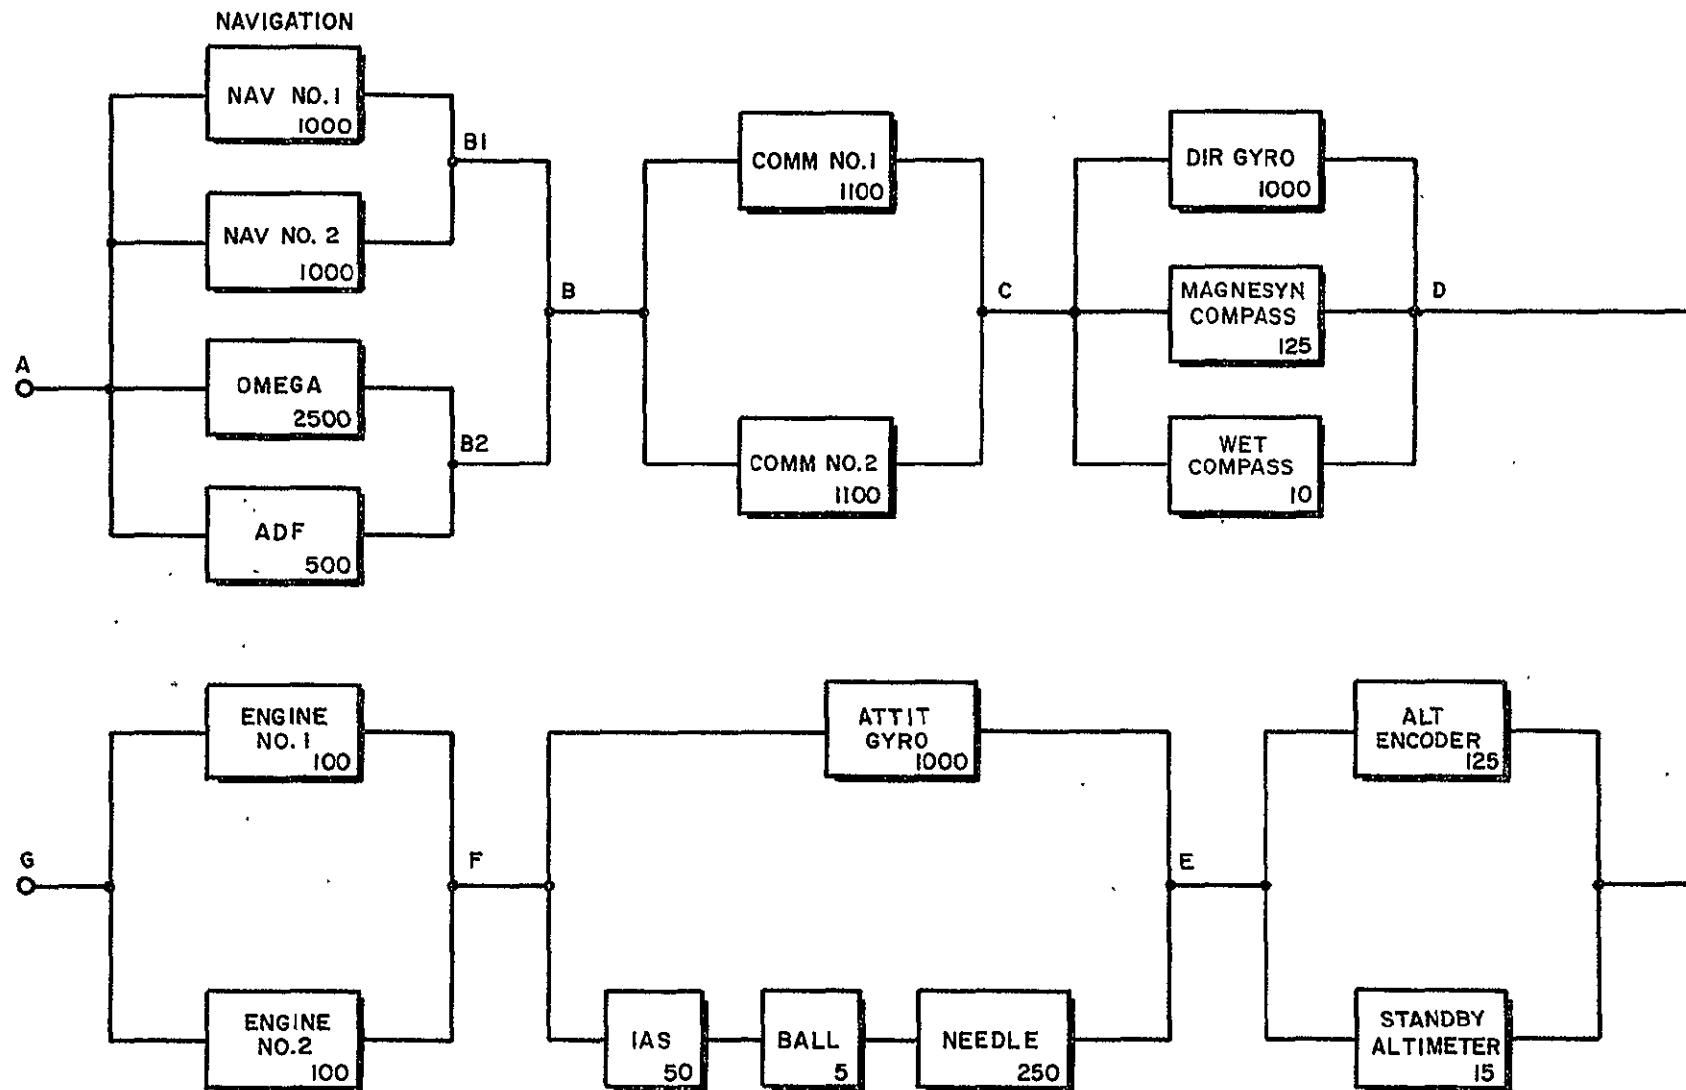 NAVIGATION
NAV NO.1
1000
B1
NAV NO. 2
1000
OMEGA
2500
B2
ADF
500
A
B
COMM NO.1
1100
COMM NO.2
1100
C
DIR GYRO
1000
MAGNESYN
COMPASS
125
WET
COMPASS
10
D
G
ENGINE
NO.1
100
ENGINE
NO.2
100
F
ATTIT
GYRO
1000
IAS
50
BALL
5
NEEDLE
250
E
ALT
ENCODER
125
STANDBY
ALTIMETER
15